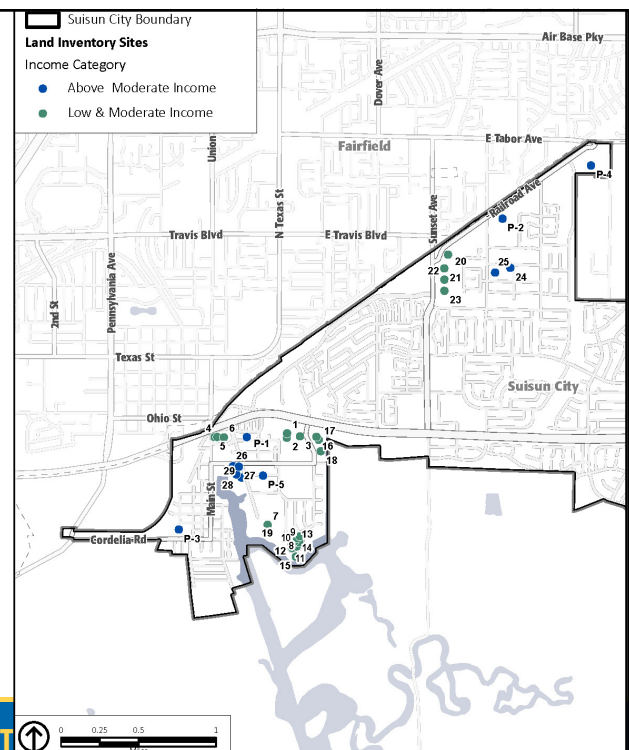 Suisun City Boundary
Land Inventory Sites
Income Category
Above Moderate Income
Low & Moderate Income
Air Base Pky
Dover Ave
Union
Fairfield
E Tabor Ave
P-4
Railroad Ave
N Texas St
Sunset Ave
P-2
Travis Blvd
E Travis Blvd
Pennsylvania Ave
2nd St
20
22
21
23
25
24
Texas St
Suisun City
Ohio St
4
6
5
P-1
1
2
3
17
16
18
26
29
27
28
P-5
Main St
7
19
9
13
10
8
14
12
11
15
P-3
Cordelia Rd
T
0 0.25 0.5 1